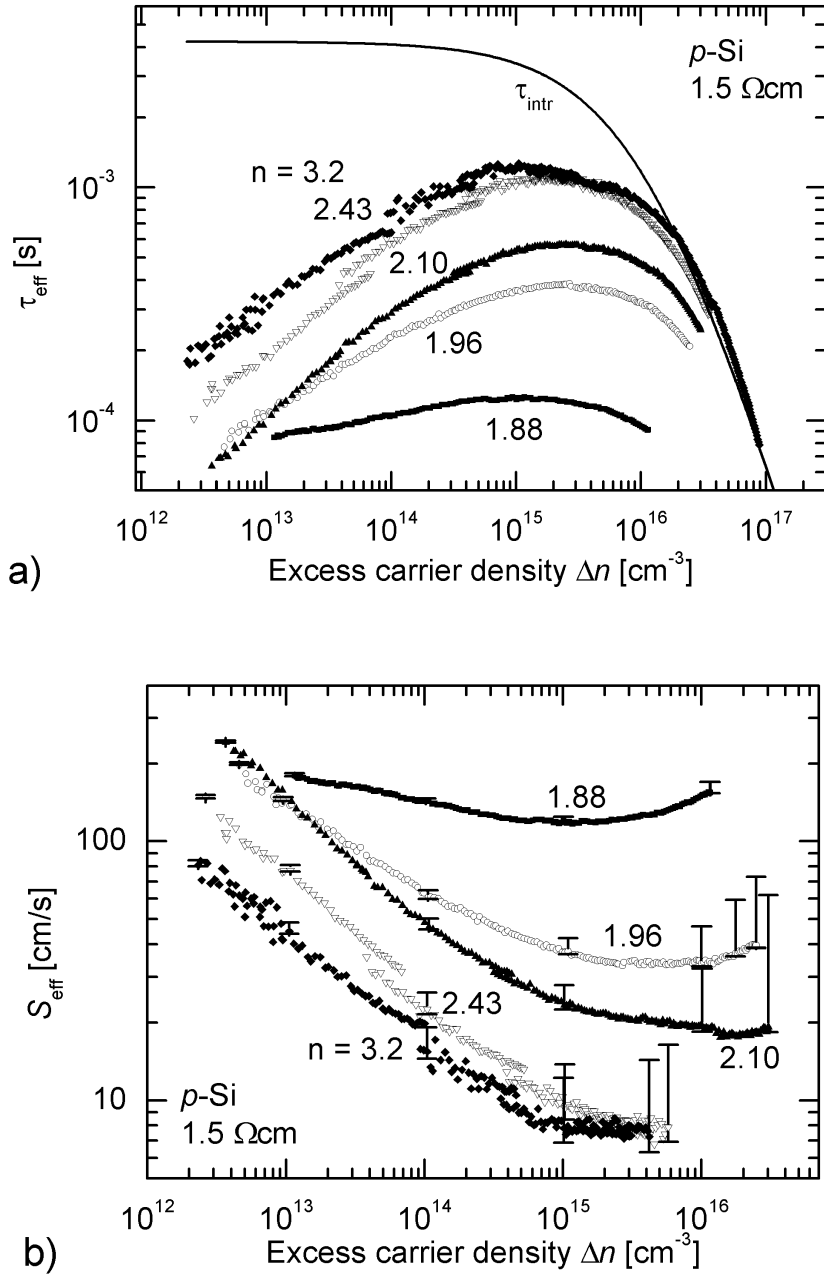 p-Si
1.5 Ωcm
τintr
n = 3.2
2.43
2.10
1.96
1.88
10⁻³
10⁻⁴
τeff [s]
10¹² 10¹³ 10¹⁴ 10¹⁵ 10¹⁶ 10¹⁷
Excess carrier density Δn [cm⁻³]
a)
1.88
100
1.96
2.43
n = 3.2
2.10
10
Seff [cm/s]
p-Si
1.5 Ωcm
10¹² 10¹³ 10¹⁴ 10¹⁵ 10¹⁶
Excess carrier density Δn [cm⁻³]
b)